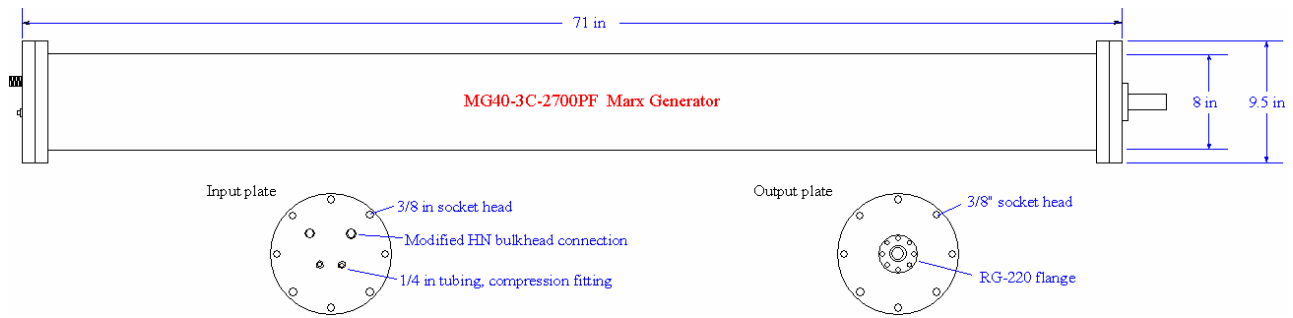 71 in
MG40-3C-2700PF Marx Generator
8 in
9.5 in
Input plate
3/8 in socket head
Modified HN bulkhead connection
1/4 in tubing, compression fitting
Output plate
3/8" socket head
RG-220 flange